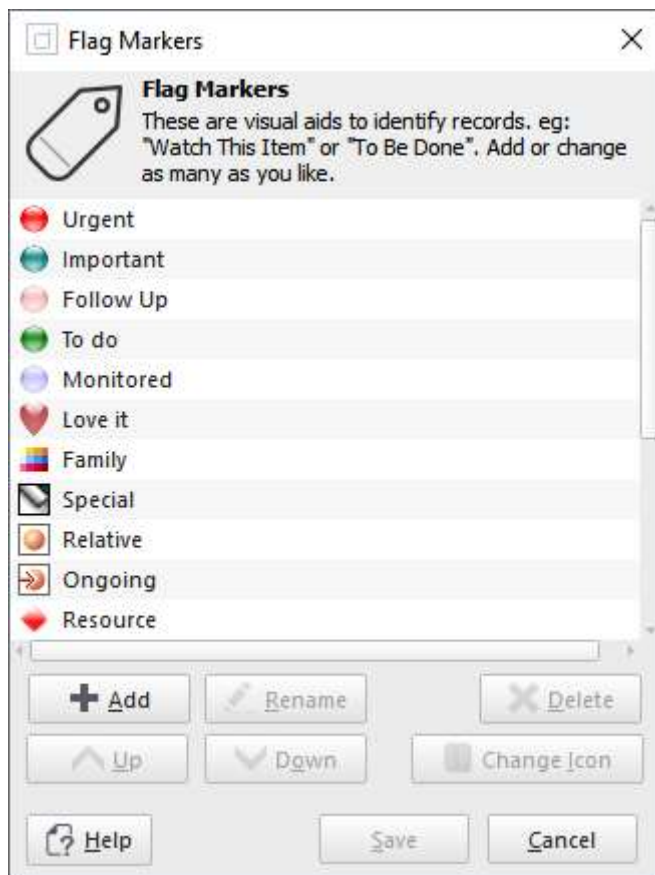 Flag Markers
Flag Markers
These are visual aids to identify records. eg:
"Watch This Item" or "To Be Done". Add or change
as many as you like.
Urgent
Important
Follow Up
To do
Monitored
Love it
Family
Special
Relative
Ongoing
Resource
Add
Rename
Delete
Up
Down
Change Icon
Help
Save
Cancel